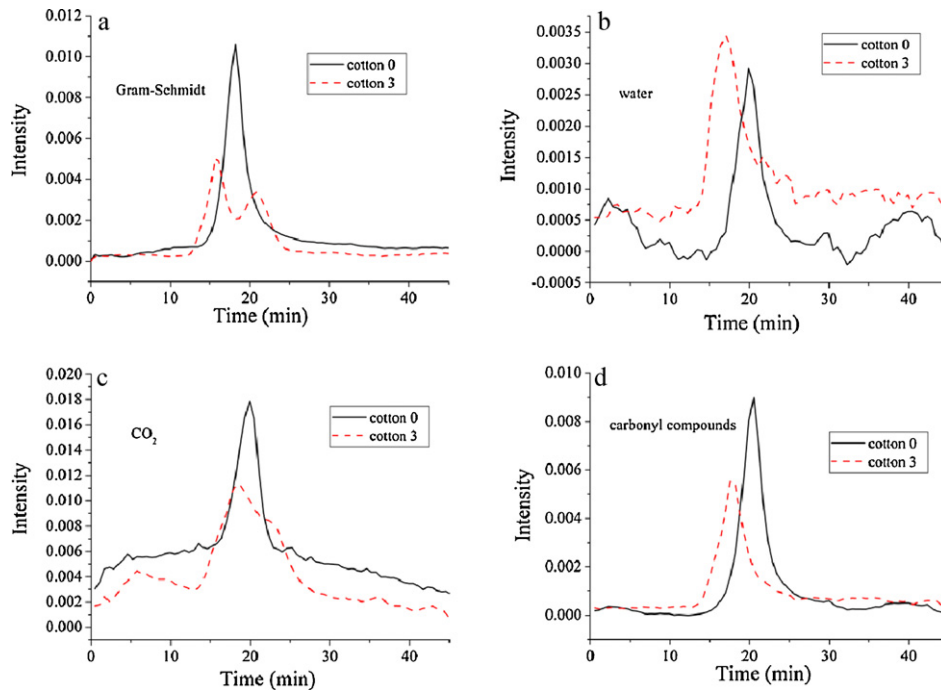 a
0.012
0.010
0.008
0.006
0.004
0.002
0.000
Intensity
Gram-Schmidt
cotton 0
cotton 3
0 10 20 30 40
Time (min)
b
0.0035
0.0030
0.0025
0.0020
0.0015
0.0010
0.0005
0.0000
-0.0005
Intensity
water
cotton 0
cotton 3
0 10 20 30 40
Time (min)
c
0.020
0.018
0.016
0.014
0.012
0.010
0.008
0.006
0.004
0.002
0.000
Intensity
CO₂
cotton 0
cotton 3
0 10 20 30 40
Time (min)
d
0.010
0.008
0.006
0.004
0.002
0.000
Intensity
carbonyl compounds
cotton 0
cotton 3
0 10 20 30 40
Time (min)